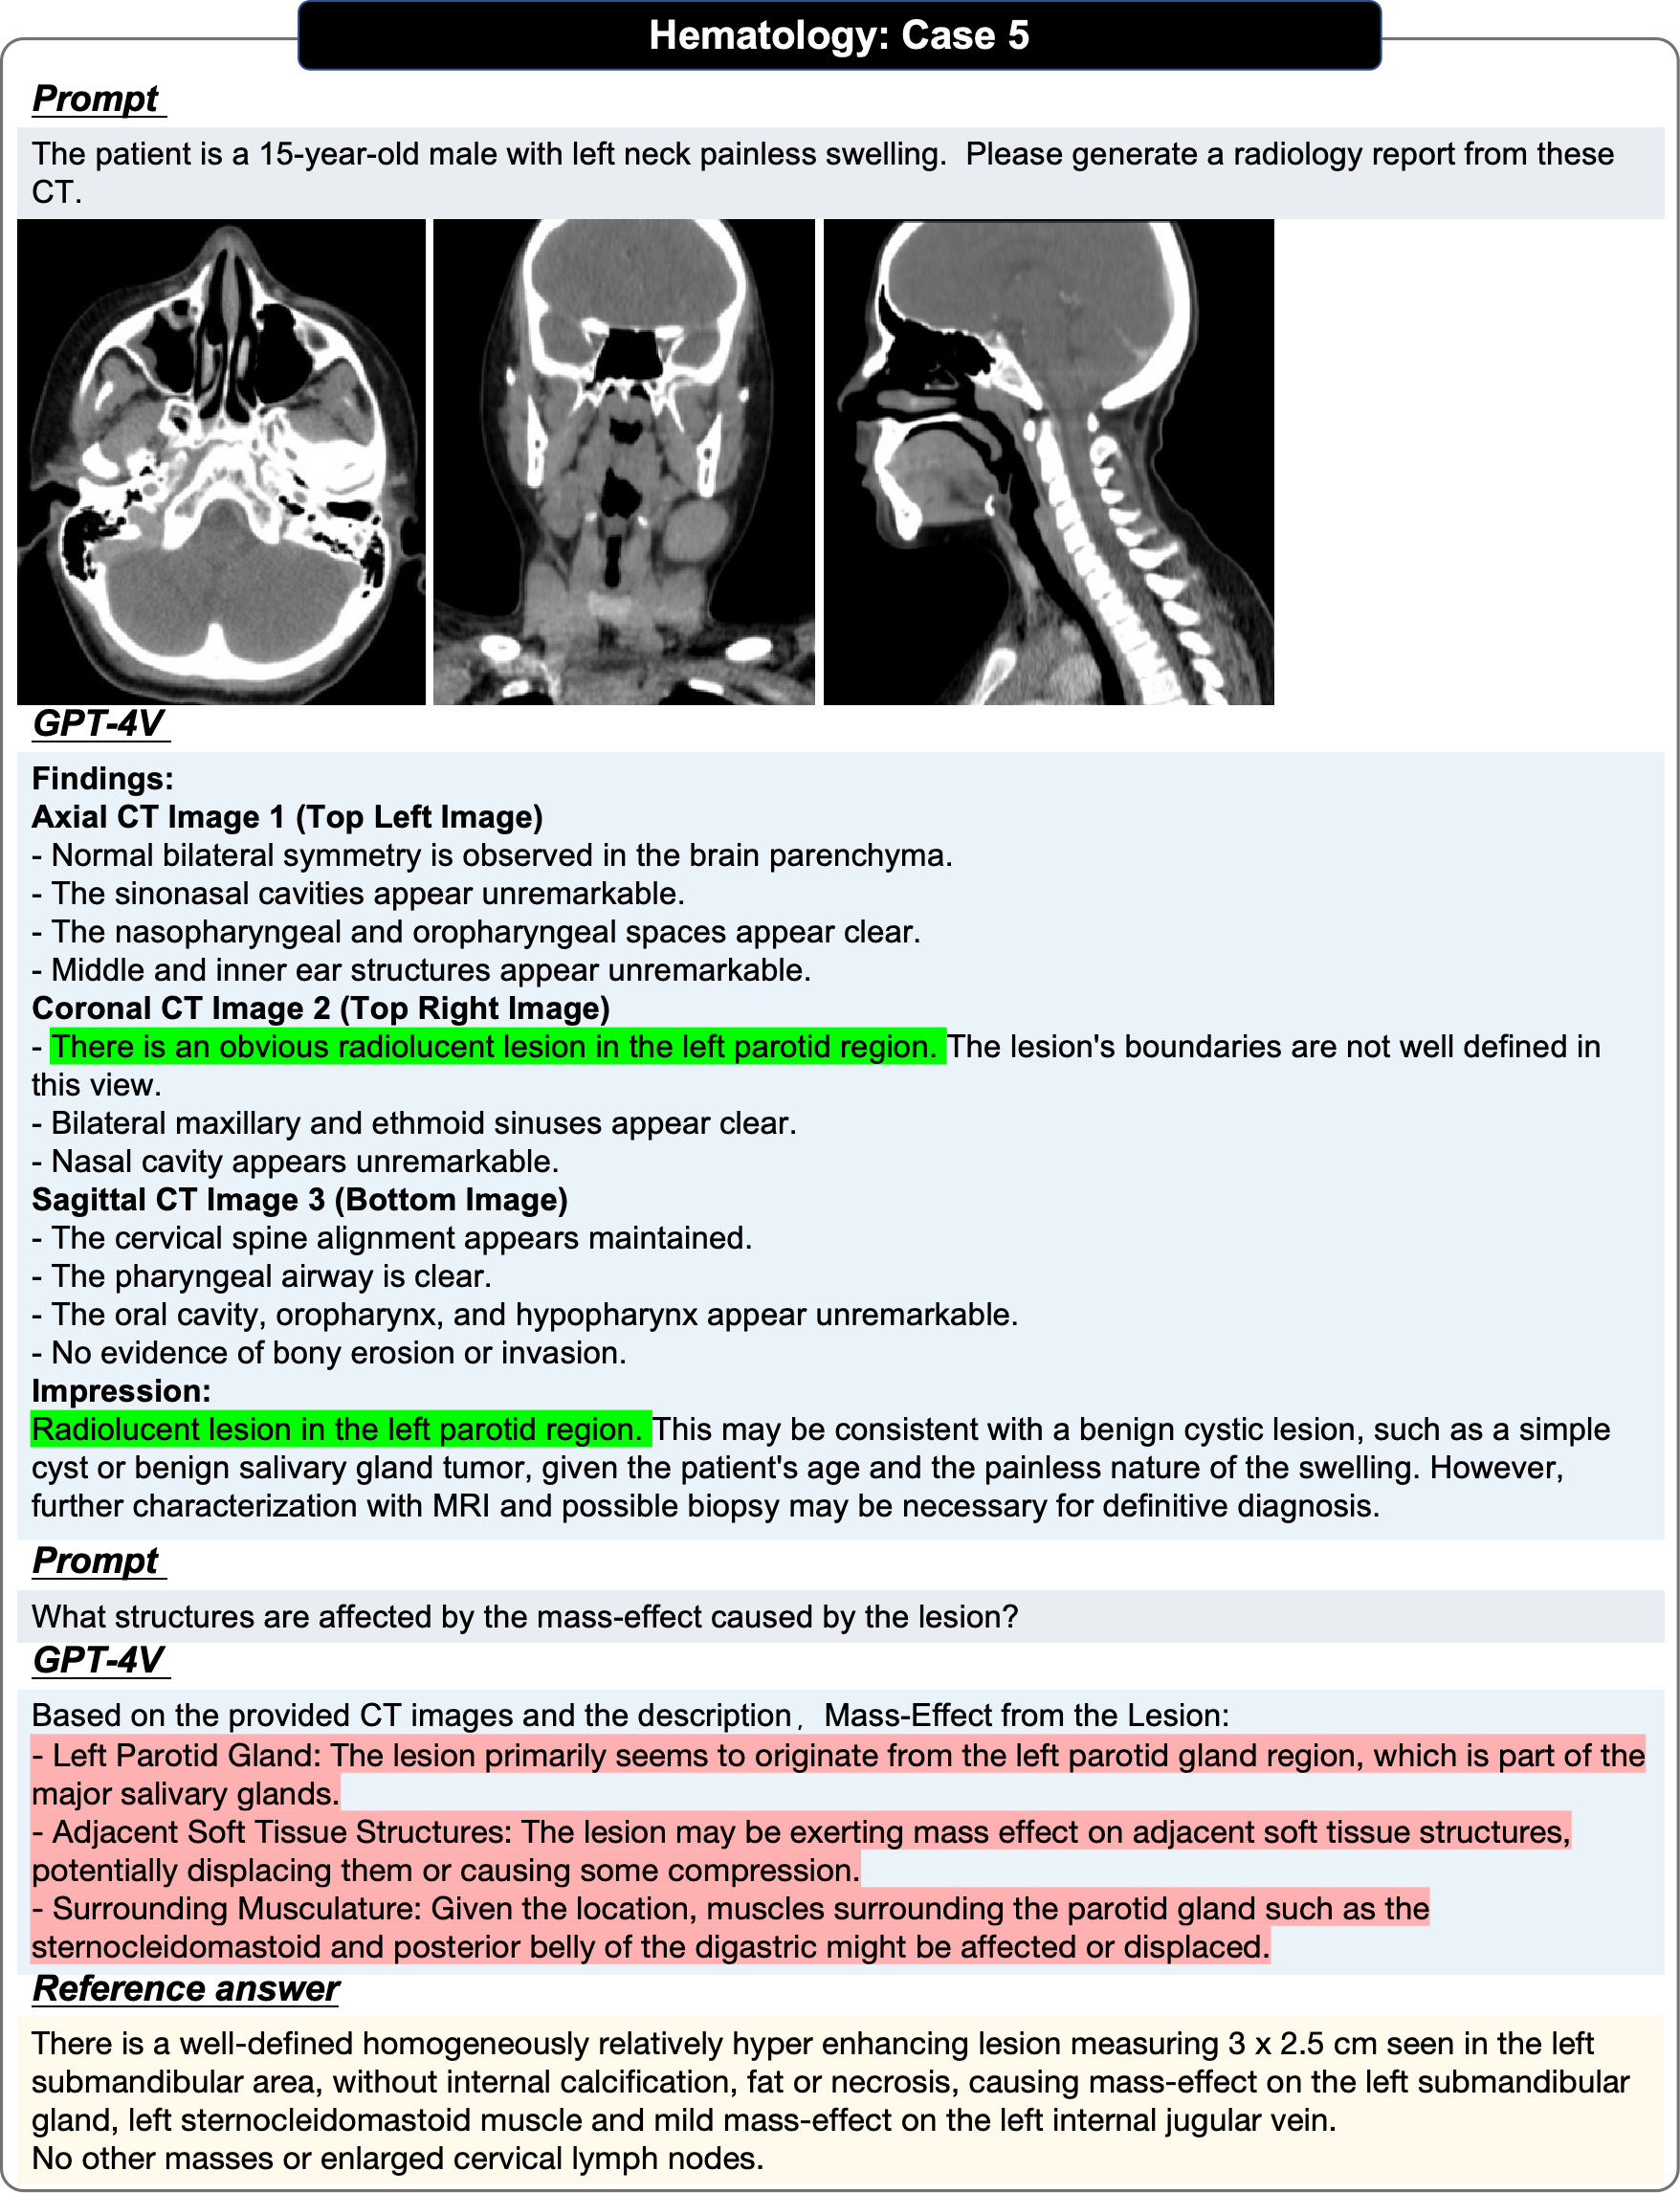 Hematology: Case 5
Prompt
The patient is a 15-year-old male with left neck painless swelling. Please generate a radiology report from these
CT.
GPT-4V
Findings:
Axial CT Image 1 (Top Left Image)
- Normal bilateral symmetry is observed in the brain parenchyma.
- The sinonasal cavities appear unremarkable.
- The nasopharyngeal and oropharyngeal spaces appear clear.
- Middle and inner ear structures appear unremarkable.
Coronal CT Image 2 (Top Right Image)
- There is an obvious radiolucent lesion in the left parotid region. The lesion's boundaries are not well defined in
this view.
- Bilateral maxillary and ethmoid sinuses appear clear.
- Nasal cavity appears unremarkable.
Sagittal CT Image 3 (Bottom Image)
- The cervical spine alignment appears maintained.
- The pharyngeal airway is clear.
- The oral cavity, oropharynx, and hypopharynx appear unremarkable.
- No evidence of bony erosion or invasion.
Impression:
Radiolucent lesion in the left parotid region. This may be consistent with a benign cystic lesion, such as a simple
cyst or benign salivary gland tumor, given the patient's age and the painless nature of the swelling. However,
further characterization with MRI and possible biopsy may be necessary for definitive diagnosis.
Prompt
What structures are affected by the mass-effect caused by the lesion?
GPT-4V
Based on the provided CT images and the description, Mass-Effect from the Lesion:
- Left Parotid Gland: The lesion primarily seems to originate from the left parotid gland region, which is part of the
major salivary glands.
- Adjacent Soft Tissue Structures: The lesion may be exerting mass effect on adjacent soft tissue structures,
potentially displacing them or causing some compression.
- Surrounding Musculature: Given the location, muscles surrounding the parotid gland such as the
sternocleidomastoid and posterior belly of the digastric might be affected or displaced.
Reference answer
There is a well-defined homogeneously relatively hyper enhancing lesion measuring 3 x 2.5 cm seen in the left
submandibular area, without internal calcification, fat or necrosis, causing mass-effect on the left submandibular
gland, left sternocleidomastoid muscle and mild mass-effect on the left internal jugular vein.
No other masses or enlarged cervical lymph nodes.